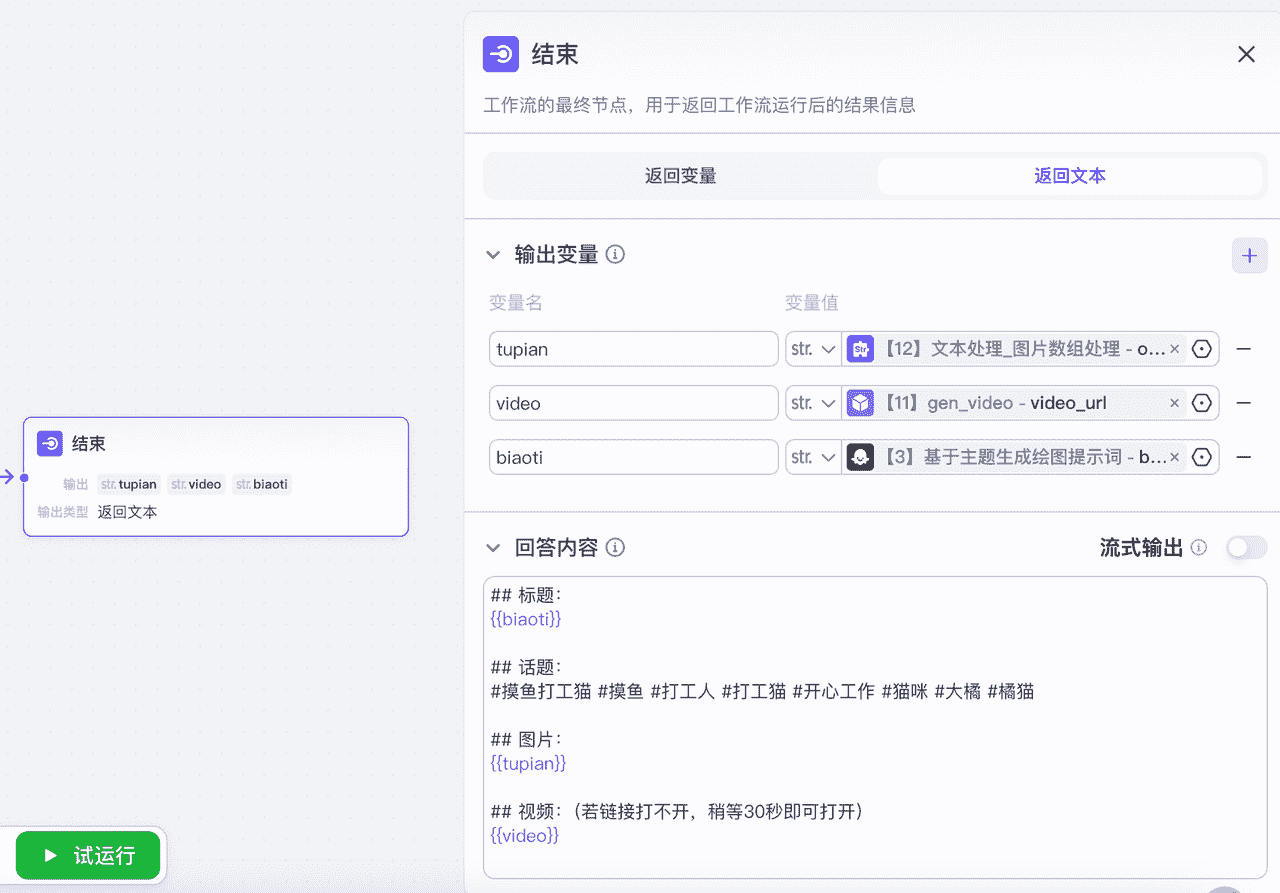 结束
工作流的最终节点，用于返回工作流运行后的结果信息
返回变量 返回文本
输出变量
变量名 变量值
tupian str. Str 【12】文本处理_图片数组处理 - o...
video str. 【11】gen_video - video_url
biaoti str. 【3】基于主题生成绘图提示词 - b...
结束
输出 str. tupian str. video str. biaoti
输出类型 返回文本
回答内容 流式输出
## 标题：
{{biaoti}}
## 话题：
#摸鱼打工猫 #摸鱼 #打工人 #打工猫 #开心工作 #猫咪 #大橘 #橘猫
## 图片：
{{tupian}}
## 视频：（若链接打不开，稍等30秒即可打开）
{{video}}
试运行